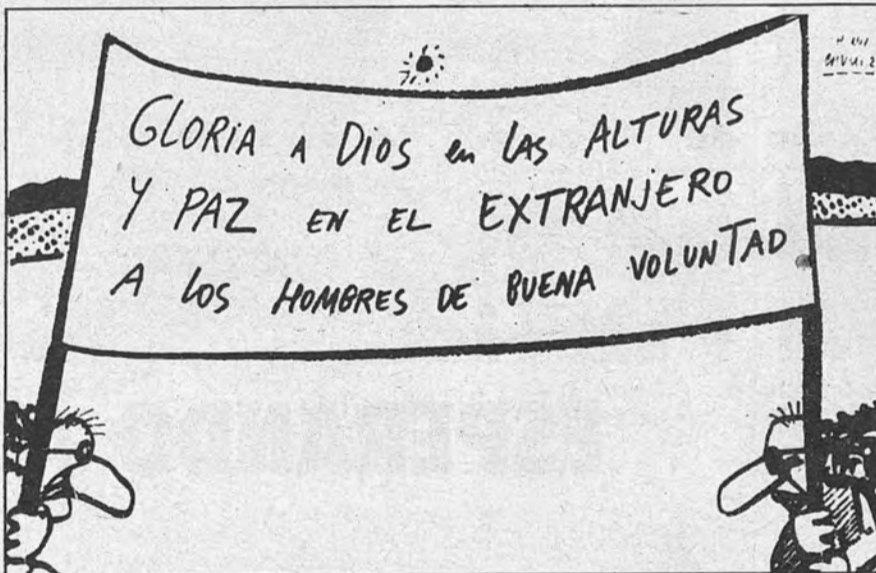 GLORIA A DIOS en LAS ALTURAS
Y PAZ EN EL EXTRANJERO
A LOS HOMBRES DE BUENA VOLUNTAD